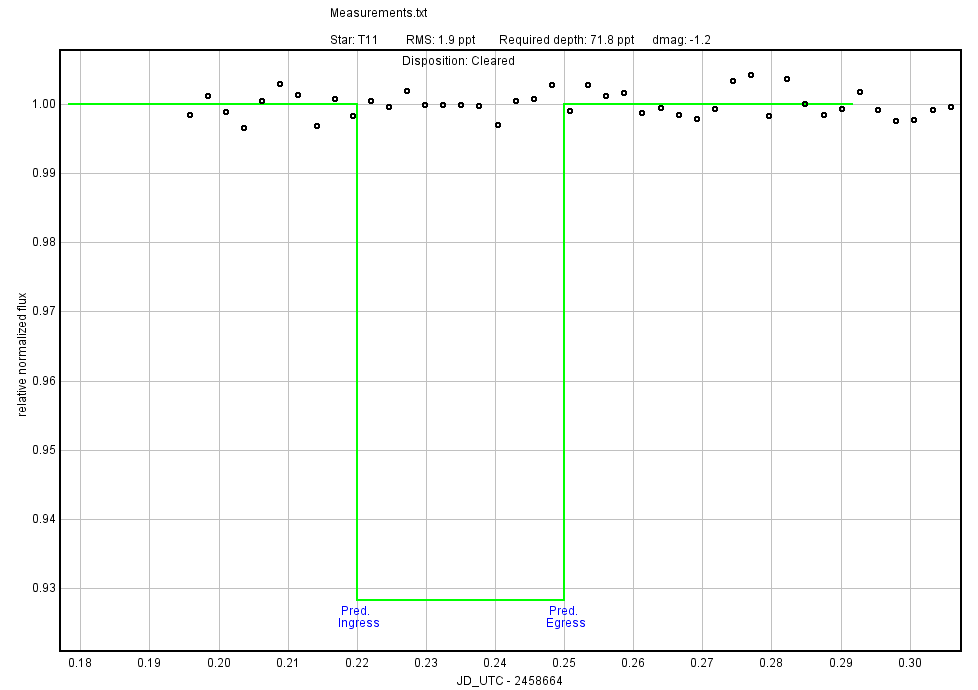 Measurements.txt
Star: T11 RMS: 1.9 ppt Required depth: 71.8 ppt dmag: -1.2
Disposition: Cleared
1.00
0.99
0.98
0.97
0.96
0.95
0.94
0.93
relative normalized flux
Pred. Ingress
Pred. Egress
0.18 0.19 0.20 0.21 0.22 0.23 0.24 0.25 0.26 0.27 0.28 0.29 0.30
JD_UTC - 2458664